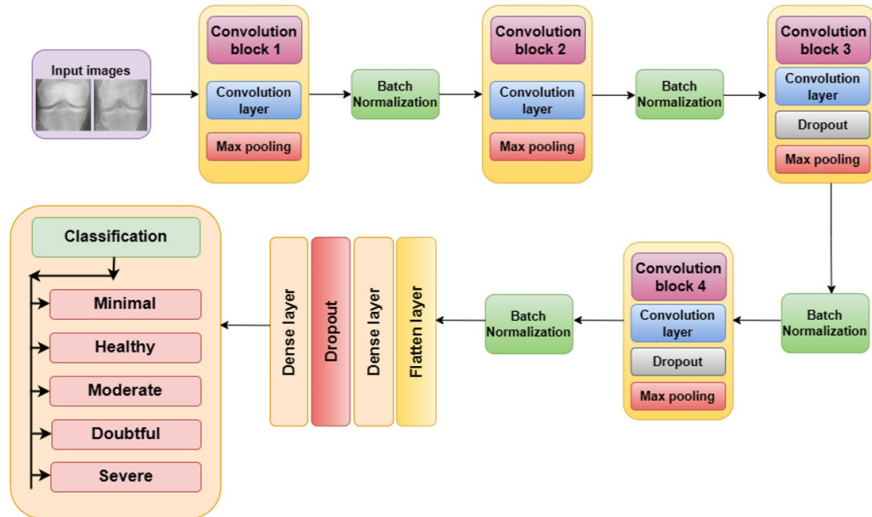 Input images
Convolution
block 1
Convolution
layer
Max pooling
Batch
Normalization
Convolution
block 2
Convolution
layer
Max pooling
Batch
Normalization
Convolution
block 3
Convolution
layer
Dropout
Max pooling
Batch
Normalization
Convolution
block 4
Convolution
layer
Dropout
Max pooling
Batch
Normalization
Flatten layer
Dense layer
Dropout
Dense layer
Classification
Minimal
Healthy
Moderate
Doubtful
Severe